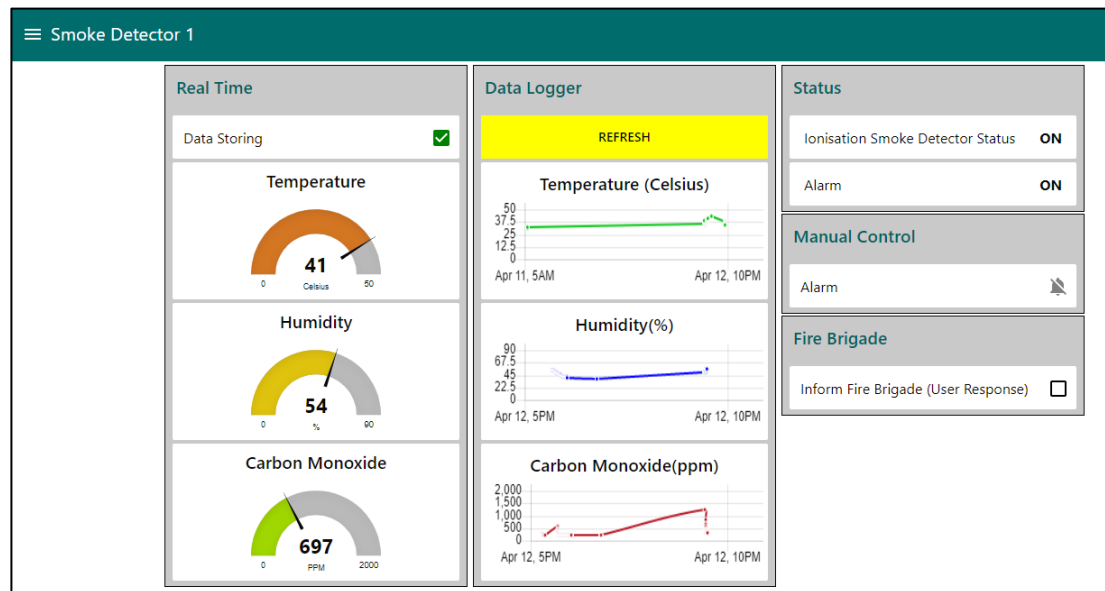 Smoke Detector 1
Real Time
Data Storing
Temperature
41
0 Celsius 50
Humidity
54
0 % 90
Carbon Monoxide
697
0 PPM 2000
Data Logger
REFRESH
Temperature (Celsius)
50
37.5
25
12.5
0
Apr 11, 5AM Apr 12, 10PM
Humidity(%)
90
67.5
45
22.5
0
Apr 12, 5PM Apr 12, 10PM
Carbon Monoxide(ppm)
2,000
1,500
1,000
500
0
Apr 12, 5PM Apr 12, 10PM
Status
Ionisation Smoke Detector Status ON
Alarm ON
Manual Control
Alarm
Fire Brigade
Inform Fire Brigade (User Response)